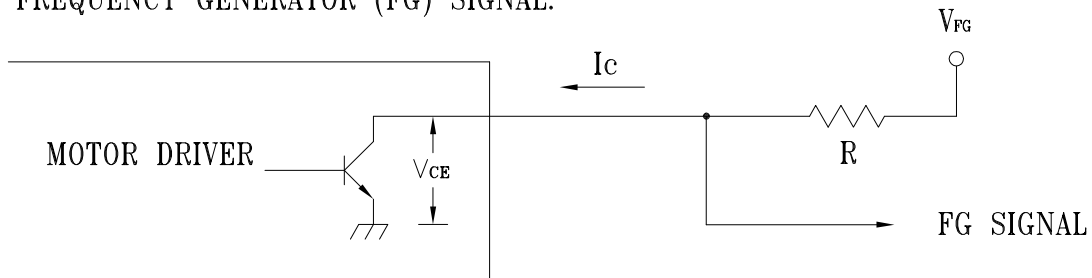 FREQUENCY GENERATOR (FG) SIGNAL.
VFG
Ic
MOTOR DRIVER
VCE
R
FG SIGNAL